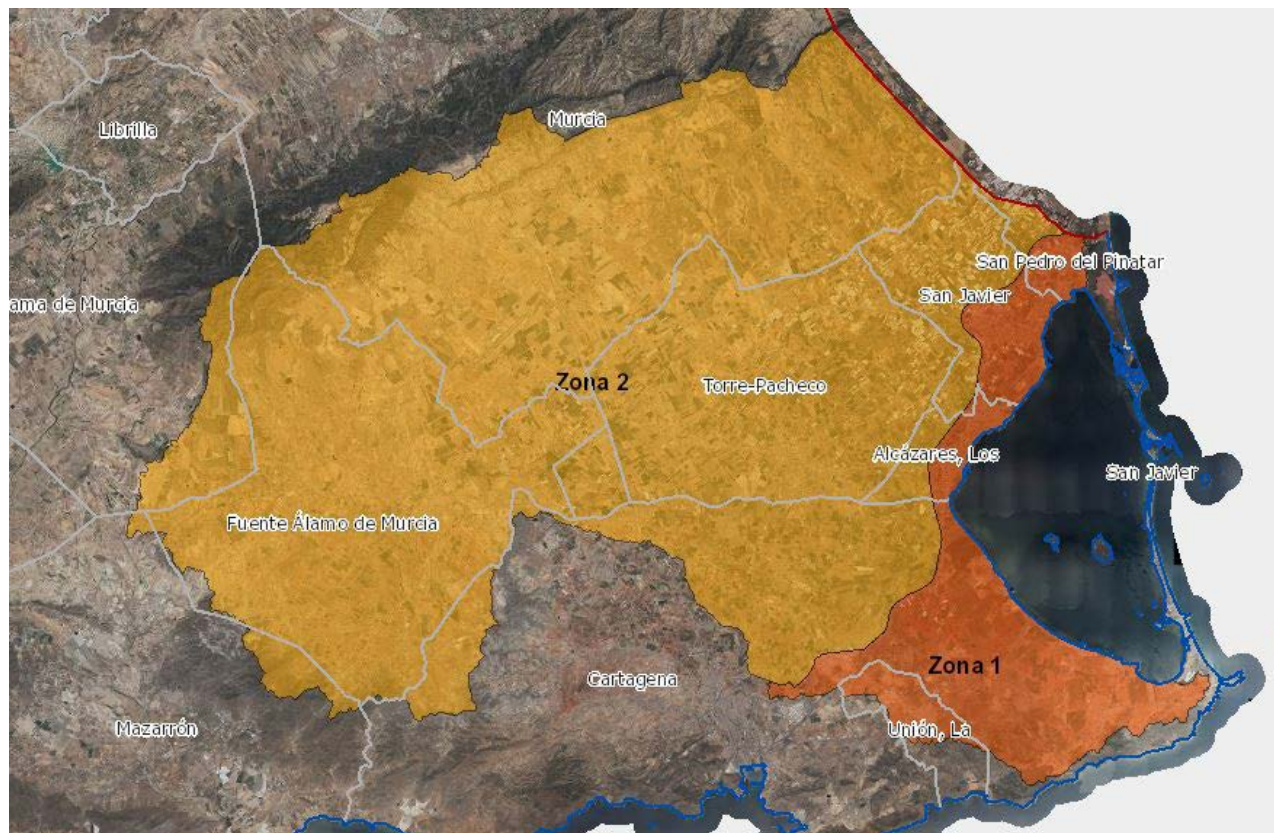 Murcia
Librilla
San Pedro del Pinatar
San Javier
ama de Murcia
Zona 2
Torre-Pacheco
Alcázares, Los
San Javier
Fuente Álamo de Murcia
Zona 1
Cartagena
Mazarrón
Unión, La